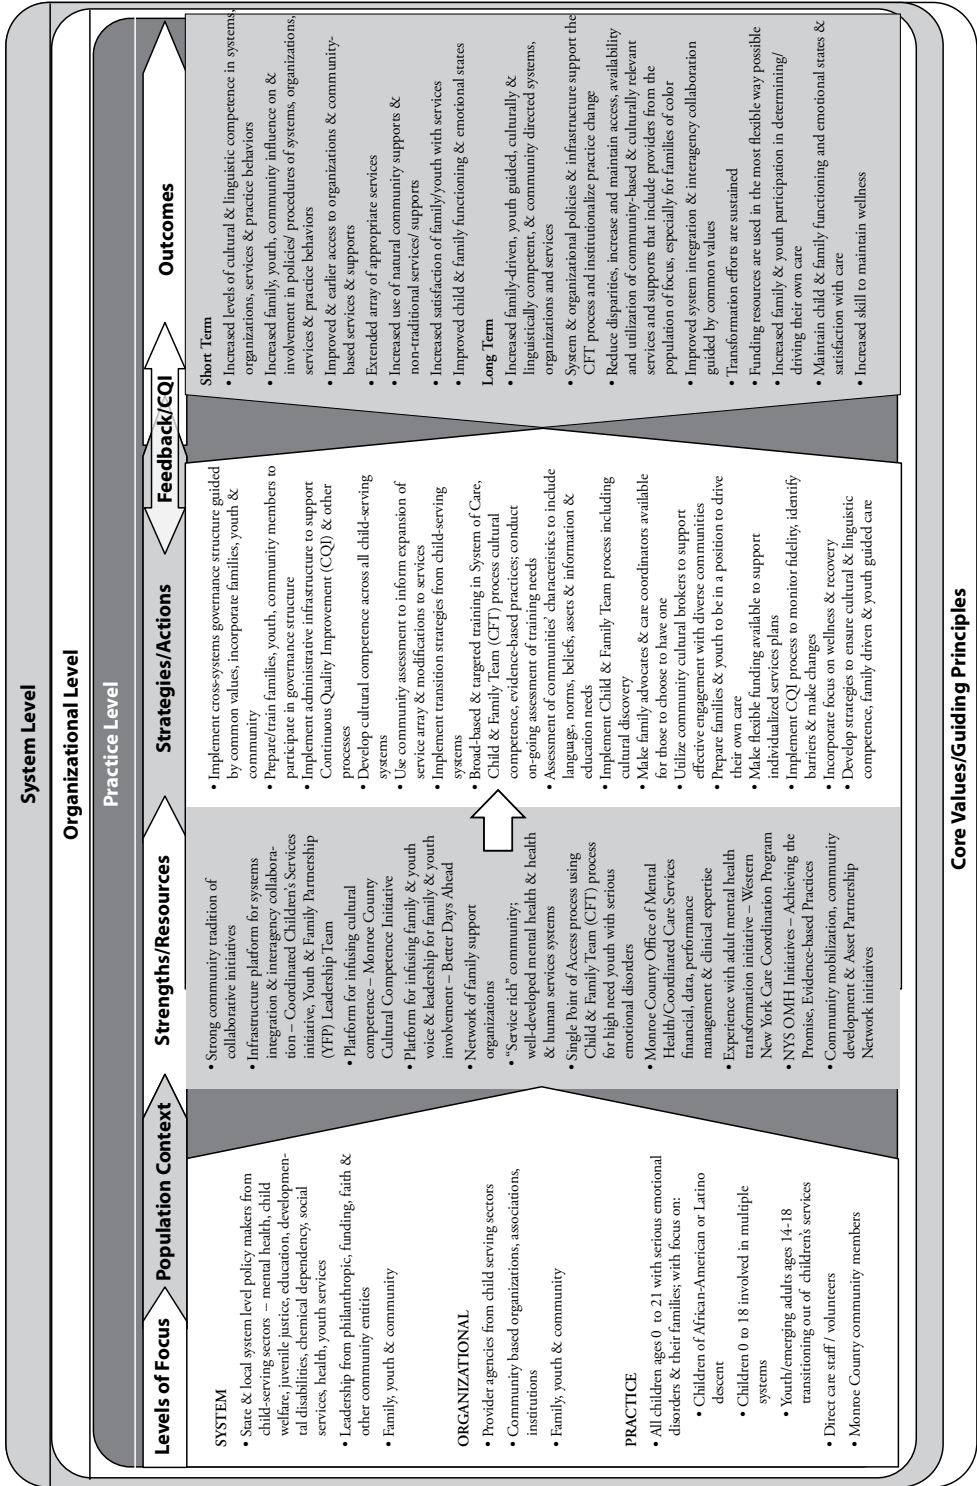 System Level
Organizational Level
Practice Level
Levels of Focus
Population Context
Strengths/Resources
Strategies/Actions
Feedback/CQI
Outcomes
SYSTEM
• State & local system level policy makers from
child-serving sectors – mental health, child
welfare, juvenile justice, education, developmen-
tal disabilities, chemical dependency, social
services, health, youth services
• Leadership from philanthropic, funding, faith &
other community entities
• Family, youth & community
ORGANIZATIONAL
• Provider agencies from child serving sectors
• Community based organizations, associations,
institutions
• Family, youth & community
PRACTICE
• All children ages 0 to 21 with serious emotional
disorders & their families; with focus on:
• Children of African-American or Latino
descent
• Children 0 to 18 involved in multiple
systems
• Youth/emerging adults ages 14-18
transitioning out of children's services
• Direct care staff / volunteers
• Monroe County community members
• Strong community tradition of
collaborative initiatives
• Infrastructure platform for systems
integration & interagency collabora-
tion – Coordinated Children's Services
initiative, Youth & Family Partnership
(YFP) Leadership Team
• Platform for infusing cultural
competence – Monroe County
Cultural Competence Initiative
• Platform for infusing family & youth
voice & leadership for family & youth
involvement – Better Days Ahead
• Network of family support
organizations
• "Service rich" community;
well-developed mental health & health
& human services systems
• Single Point of Access process using
Child & Family Team (CFT) process
for high need youth with serious
emotional disorders
• Monroe County Office of Mental
Health/Coordinated Care Services
financial, data, performance
management & clinical expertise
• Experience with adult mental health
transformation initiative – Western
New York Care Coordination Program
• NYS OMH Initiatives – Achieving the
Promise, Evidence-based Practices
• Community mobilization, community
development & Asset Partnership
Network initiatives
• Implement cross-systems governance structure guided
by common values, incorporate families, youth &
community
• Prepare/train families, youth, community members to
participate in governance structure
• Implement administrative infrastructure to support
Continuous Quality Improvement (CQI) & other
processes
• Develop cultural competence across all child-serving
systems
• Use community assessment to inform expansion of
service array & modifications to services
• Implement transition strategies from child-serving
systems
• Broad-based & targeted training in System of Care,
Child & Family Team (CFT) process cultural
competence, evidence-based practices; conduct
on-going assessment of training needs
• Assessment of communities' characteristics to include
language, norms, beliefs, assets & information &
education needs
• Implement Child & Family Team process including
cultural discovery
• Make family advocates & care coordinators available
for those to choose to have one
• Utilize community cultural brokers to support
effective engagement with diverse communities
• Prepare families & youth to be in a position to drive
their own care
• Make flexible funding available to support
individualized services plans
• Implement CQI process to monitor fidelity, identify
barriers & make changes
• Incorporate focus on wellness & recovery
• Develop strategies to ensure cultural & linguistic
competence, family driven & youth guided care
Short Term
• Increased levels of cultural & linguistic competence in systems,
organizations, services & practice behaviors
• Increased family, youth, community influence on &
involvement in policies/ procedures of systems, organizations,
services & practice behaviors
• Improved & earlier access to organizations & community-
based services & supports
• Extended array of appropriate services
• Increased use of natural community supports &
non-traditional services/ supports
• Increased satisfaction of family/youth with services
• Improved child & family functioning & emotional states
Long Term
• Increased family-driven, youth guided, culturally &
linguistically competent, & community directed systems,
organizations and services
• System & organizational policies & infrastructure support the
CFT process and institutionalize practice change
• Reduce disparities, increase and maintain access, availability
and utilization of community-based & culturally relevant
services and supports that include providers from the
population of focus, especially for families of color
• Improved system integration & interagency collaboration
guided by common values
• Transformation efforts are sustained
• Funding resources are used in the most flexible way possible
• Increased family & youth participation in determining/
driving their own care
• Maintain child & family functioning and emotional states &
satisfaction with care
• Increased skill to maintain wellness
Core Values/Guiding Principles